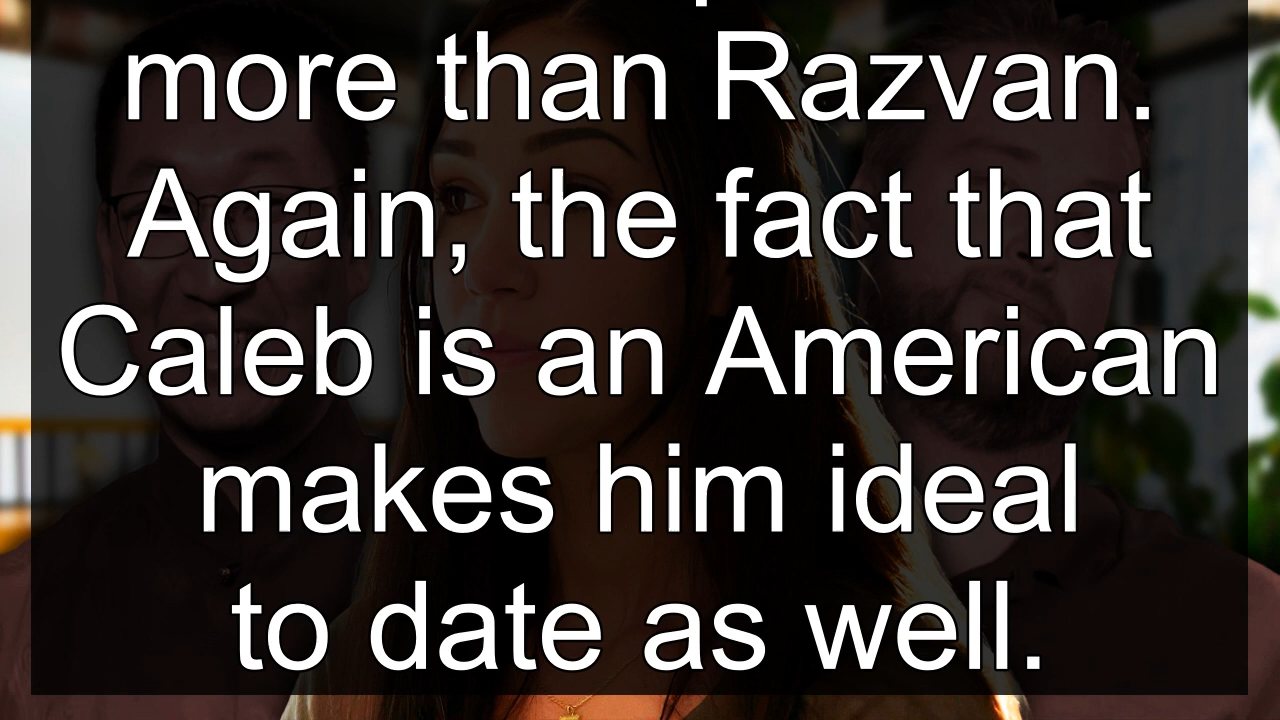 more than Razvan.
Again, the fact that
Caleb is an American
makes him ideal
to date as well.